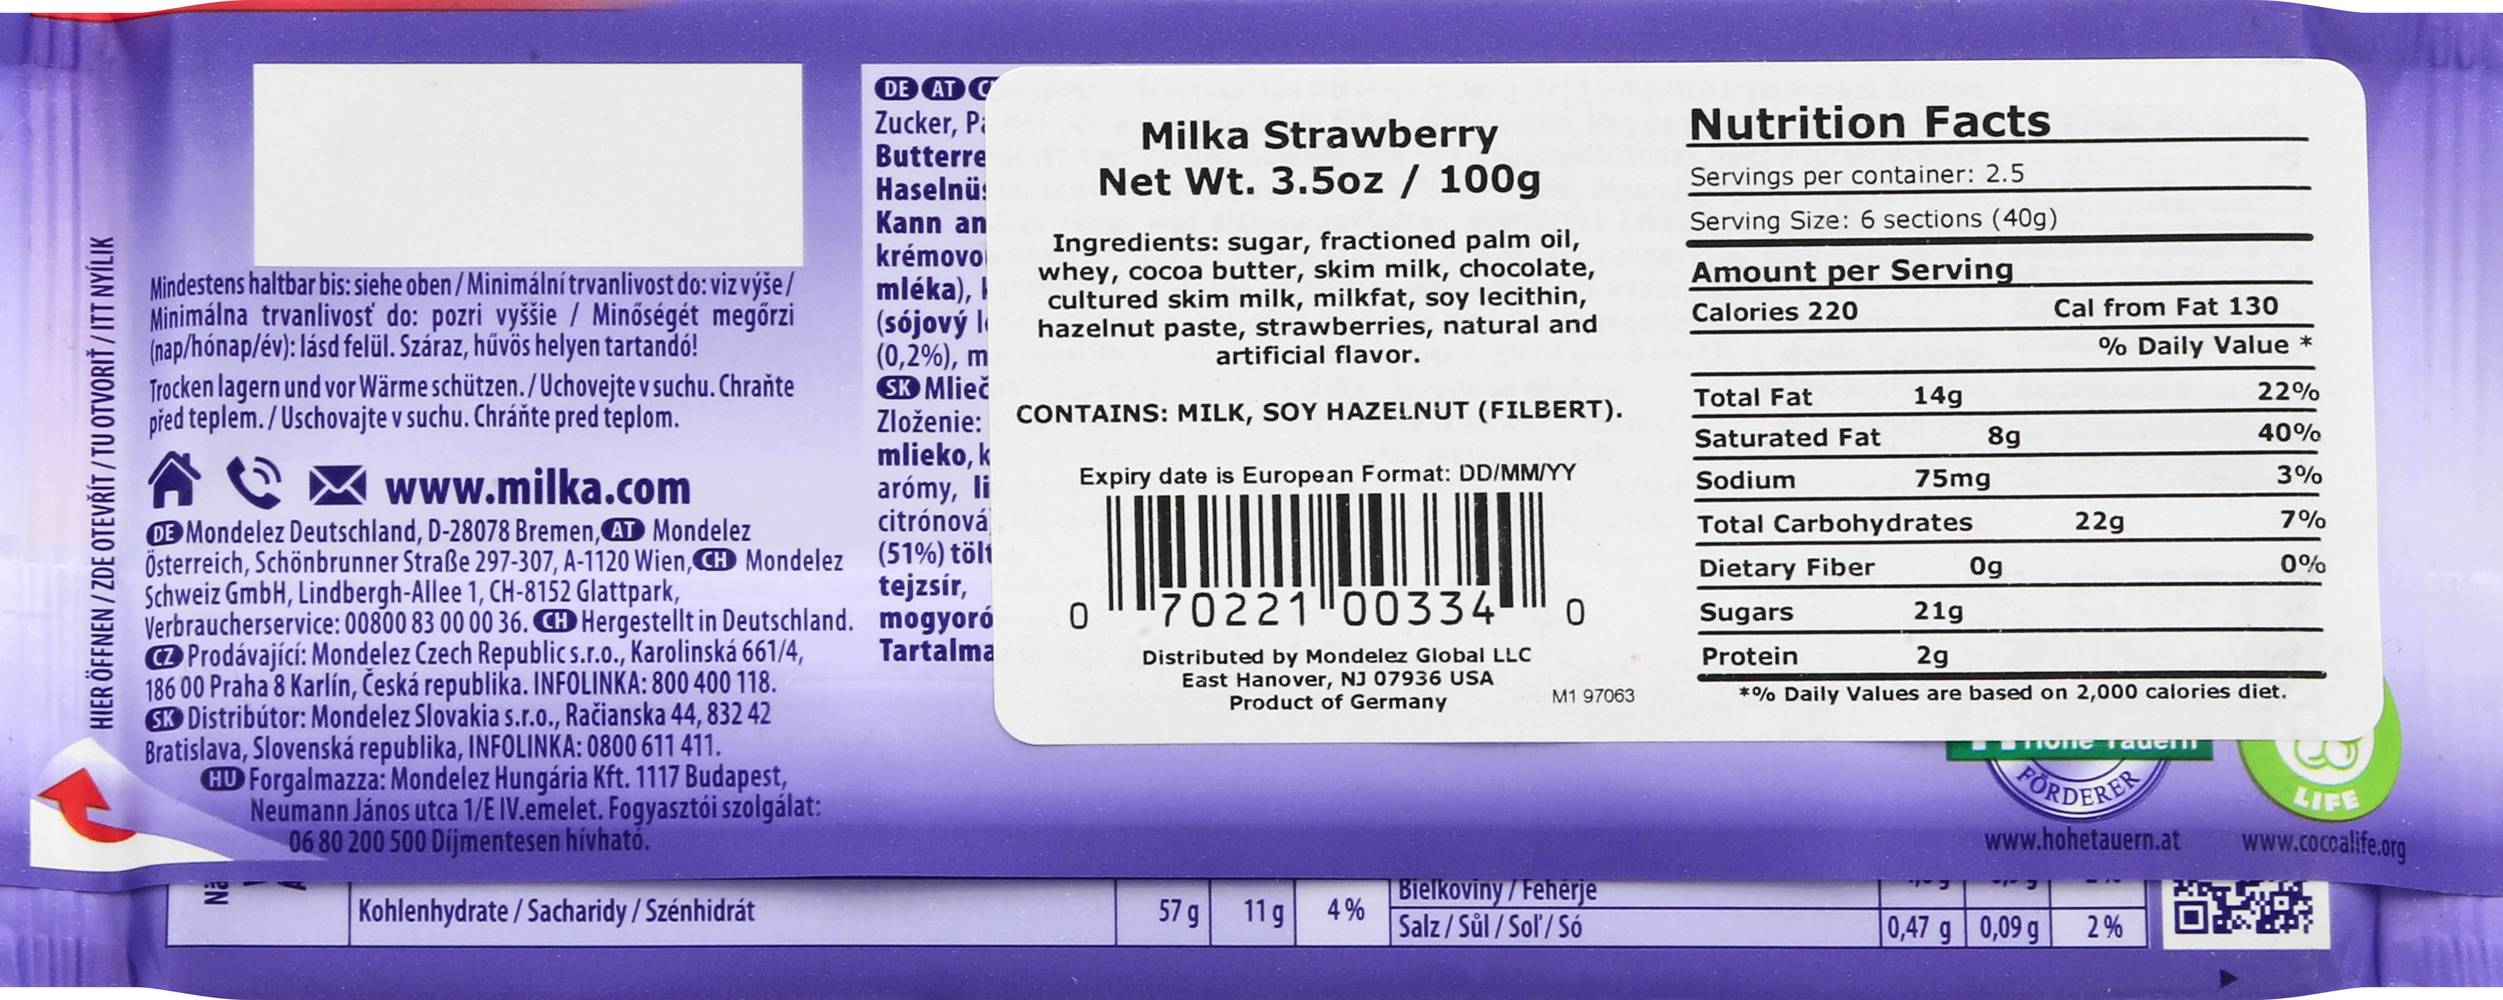 HIER ÖFFNEN / ZDE OTEVŘÍT / TU OTVORIŤ / ITT NYÍLIK
Mindestens haltbar bis: siehe oben / Minimální trvanlivost do: viz výše /
Minimálna trvanlivosť do: pozri vyššie / Minőségét megőrzi
(nap/hónap/év): lásd felül. Száraz, hűvös helyen tartandó!
Trocken lagern und vor Wärme schützen. / Uchovejte v suchu. Chraňte
před teplem. / Uschovajte v suchu. Chráňte pred teplom.
www.milka.com
DE Mondelez Deutschland, D-28078 Bremen, AT Mondelez
Österreich, Schönbrunner Straße 297-307, A-1120 Wien, CH Mondelez
Schweiz GmbH, Lindbergh-Allee 1, CH-8152 Glattpark,
Verbraucherservice: 00800 83 00 00 36. CH Hergestellt in Deutschland.
CZ Prodávající: Mondelez Czech Republic s.r.o., Karolinská 661/4,
186 00 Praha 8 Karlín, Česká republika. INFOLINKA: 800 400 118.
SK Distribútor: Mondelez Slovakia s.r.o., Račianska 44, 832 42
Bratislava, Slovenská republika, INFOLINKA: 0800 611 411.
HU Forgalmazza: Mondelez Hungária Kft. 1117 Budapest,
Neumann János utca 1/E IV.emelet. Fogyasztói szolgálat:
06 80 200 500 Díjmentesen hívható.
DE AT
Zucker,
Butterre
Haselnü
Kann an
krémovo
mléka),
(sójový
(0,2%), m
SK Mlieč
Zloženie:
mlieko, k
arómy, li
citrónová
(51%) tölt
tejzsír,
mogyoró
Tartalma
Milka Strawberry
Net Wt. 3.5oz / 100g
Ingredients: sugar, fractioned palm oil,
whey, cocoa butter, skim milk, chocolate,
cultured skim milk, milkfat, soy lecithin,
hazelnut paste, strawberries, natural and
artificial flavor.
CONTAINS: MILK, SOY HAZELNUT (FILBERT).
Expiry date is European Format: DD/MM/YY
0 70221 00334 0
Distributed by Mondelez Global LLC
East Hanover, NJ 07936 USA
Product of Germany
M1 97063
Nutrition Facts
Servings per container: 2.5
Serving Size: 6 sections (40g)
Amount per Serving
Calories 220 Cal from Fat 130
% Daily Value *
Total Fat 14g 22%
Saturated Fat 8g 40%
Sodium 75mg 3%
Total Carbohydrates 22g 7%
Dietary Fiber 0g 0%
Sugars 21g
Protein 2g
*% Daily Values are based on 2,000 calories diet.
FÖRDERER
www.hohetauern.at
LIFE
www.cocoalife.org
Kohlenhydrate / Sacharidy / Szénhidrát 57 g 11 g 4 %
Bielkoviny / Fehérje
Salz / Sůl / Soľ / Só 0,47 g 0,09 g 2 %